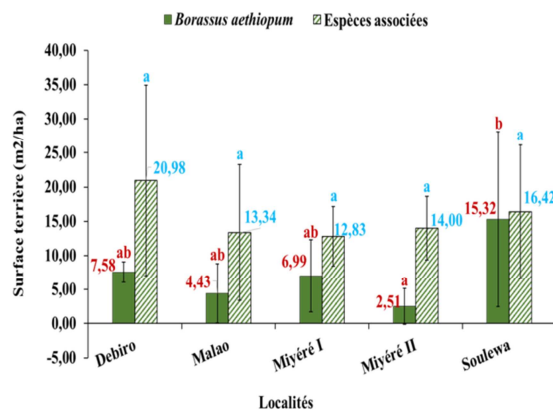 Borassus aethiopum Espèces associées
Surface terrière (m2/ha)
40,00
35,00
30,00
25,00
20,00
15,00
10,00
5,00
0,00
-5,00
7,58 ab
20,98 a
4,43 ab
13,34 a
6,99 ab
12,83 a
2,51 a
14,00 a
15,32 b
16,42 a
Debiro Malao Miyéré I Miyéré II Soulewa
Localités